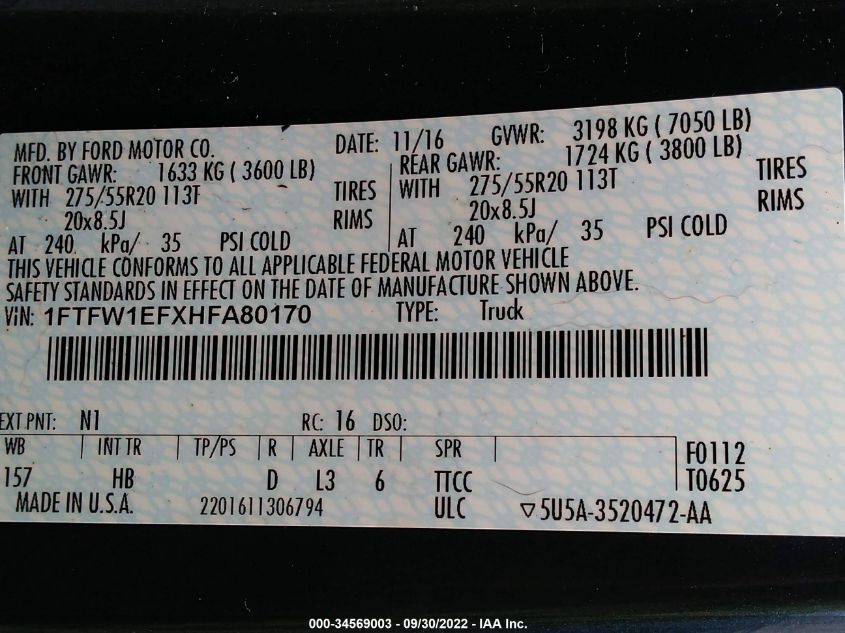 MFD. BY FORD MOTOR CO. DATE: 11/16 GVWR: 3198 KG ( 7050 LB)
FRONT GAWR: 1633 KG ( 3600 LB) REAR GAWR: 1724 KG ( 3800 LB)
WITH 275/55R20 113T TIRES WITH 275/55R20 113T TIRES
20x8.5J RIMS 20x8.5J RIMS
AT 240 kPa/ 35 PSI COLD AT 240 kPa/ 35 PSI COLD
THIS VEHICLE CONFORMS TO ALL APPLICABLE FEDERAL MOTOR VEHICLE
SAFETY STANDARDS IN EFFECT ON THE DATE OF MANUFACTURE SHOWN ABOVE.
VIN: 1FTFW1EFXHFA80170 TYPE: Truck
EXT PNT: N1 RC: 16 DSO:
WB INT TR TP/PS R AXLE TR SPR F0112
157 HB D L3 6 TTCC T0625
MADE IN U.S.A. 2201611306794 ULC ▽5U5A-3520472-AA
000-34569003 - 09/30/2022 - IAA Inc.